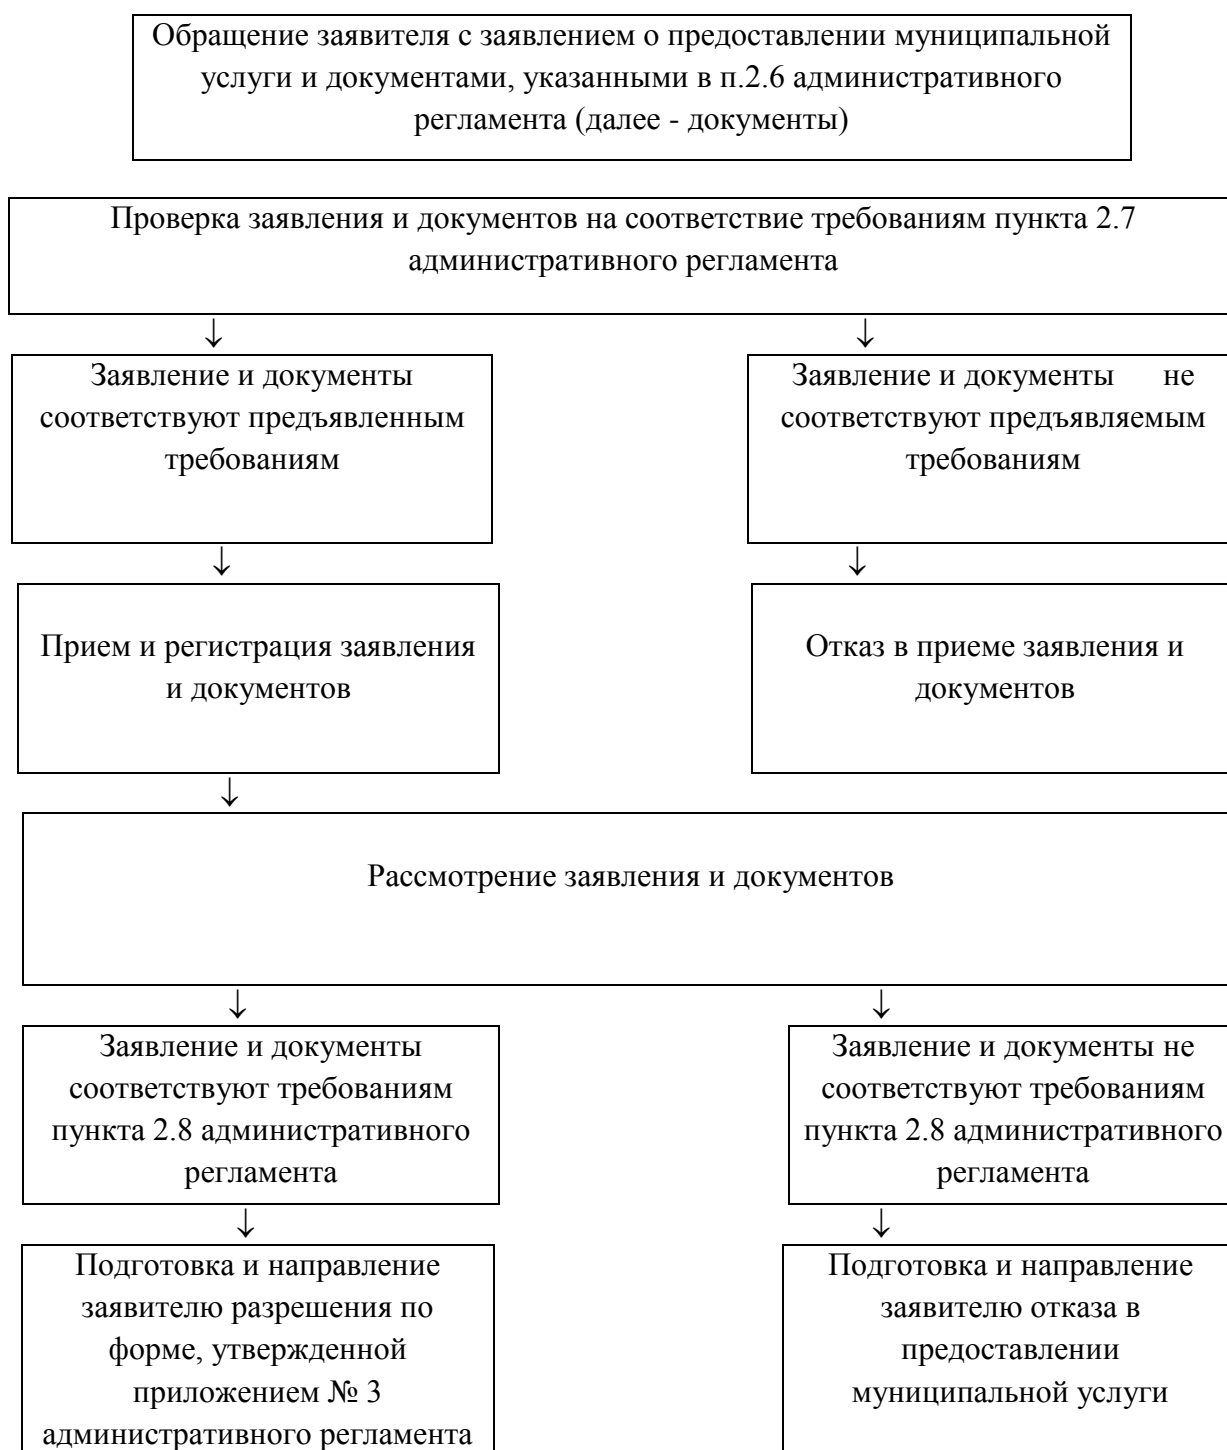 Обращение заявителя с заявлением о предоставлении муниципальной
услуги и документами, указанными в п.2.6 административного
регламента (далее - документы)
Проверка заявления и документов на соответствие требованиям пункта 2.7
административного регламента
Заявление и документы
соответствуют предъявленным
требованиям
Заявление и документы не
соответствуют предъявляемым
требованиям
Прием и регистрация заявления
и документов
Отказ в приеме заявления и
документов
Рассмотрение заявления и документов
Заявление и документы
соответствуют требованиям
пункта 2.8 административного
регламента
Заявление и документы не
соответствуют требованиям
пункта 2.8 административного
регламента
Подготовка и направление
заявителю разрешения по
форме, утвержденной
приложением № 3
административного регламента
Подготовка и направление
заявителю отказа в
предоставлении
муниципальной услуги